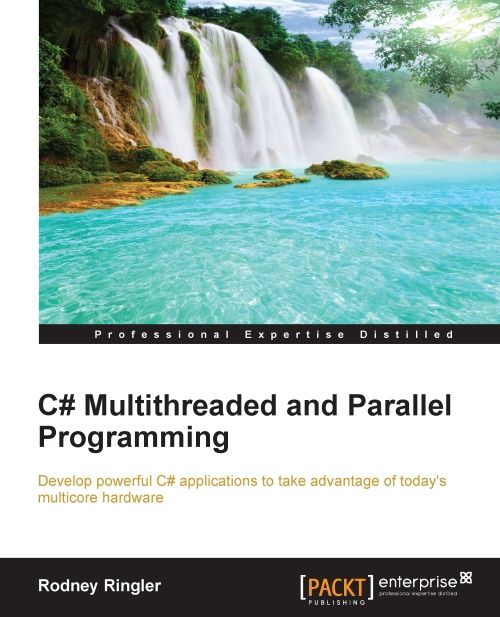 Professional Expertise Distilled
C# Multithreaded and Parallel
Programming
Develop powerful C# applications to take advantage of today's
multicore hardware
Rodney Ringler
[PACKT] enterprise
PUBLISHING
professional expertise distilled